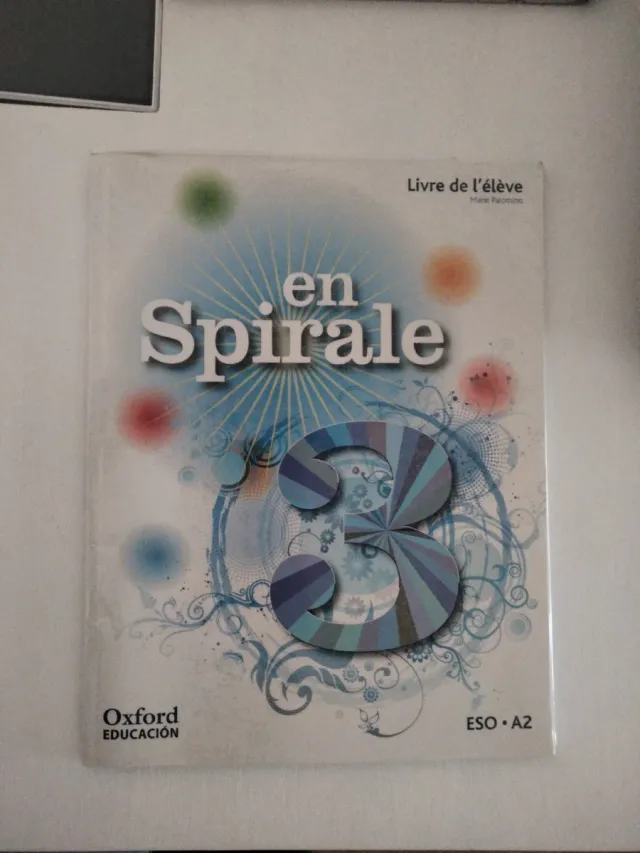 Livre de l'élève
Marie Palomino
en
Spirale
3
Oxford
EDUCACIÓN
ESO • A2